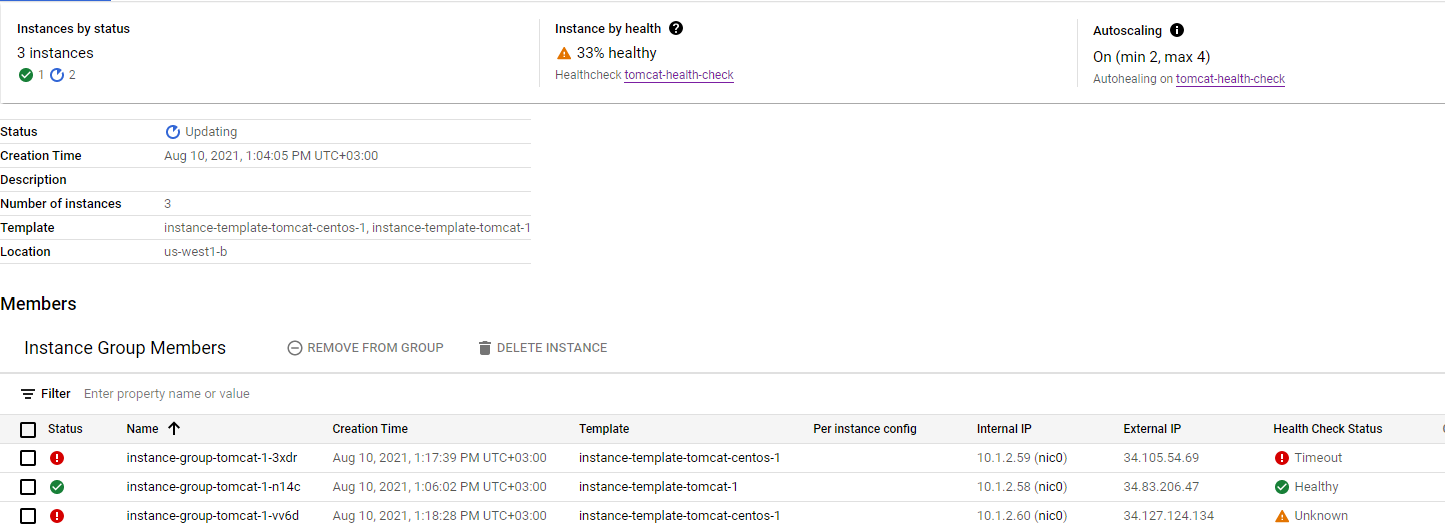 Instances by status
3 instances
1 2
Instance by health ?
33% healthy
Healthcheck tomcat-health-check
Autoscaling i
On (min 2, max 4)
Autohealing on tomcat-health-check
Status Updating
Creation Time Aug 10, 2021, 1:04:05 PM UTC+03:00
Description
Number of instances 3
Template instance-template-tomcat-centos-1, instance-template-tomcat-1
Location us-west1-b
Members
Instance Group Members REMOVE FROM GROUP DELETE INSTANCE
Filter Enter property name or value
Status Name Creation Time Template Per instance config Internal IP External IP Health Check Status
instance-group-tomcat-1-3xdr Aug 10, 2021, 1:17:39 PM UTC+03:00 instance-template-tomcat-centos-1 10.1.2.59 (nic0) 34.105.54.69 Timeout
instance-group-tomcat-1-n14c Aug 10, 2021, 1:06:02 PM UTC+03:00 instance-template-tomcat-1 10.1.2.58 (nic0) 34.83.206.47 Healthy
instance-group-tomcat-1-vv6d Aug 10, 2021, 1:18:28 PM UTC+03:00 instance-template-tomcat-centos-1 10.1.2.60 (nic0) 34.127.124.134 Unknown